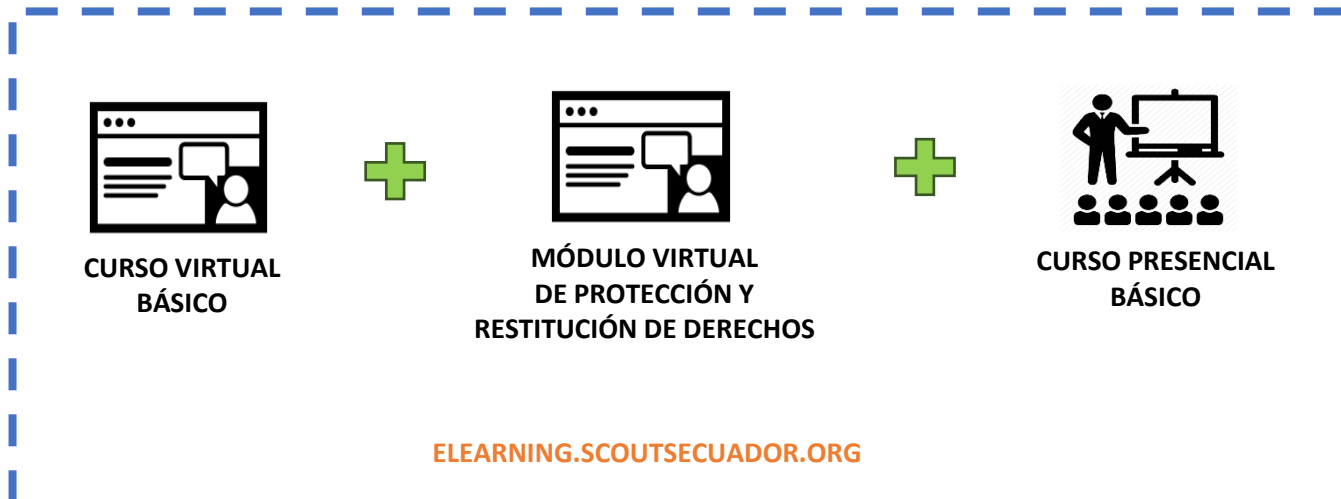 CURSO VIRTUAL
BÁSICO
MÓDULO VIRTUAL
DE PROTECCIÓN Y
RESTITUCIÓN DE DERECHOS
CURSO PRESENCIAL
BÁSICO
ELEARNING.SCOUTSECUADOR.ORG